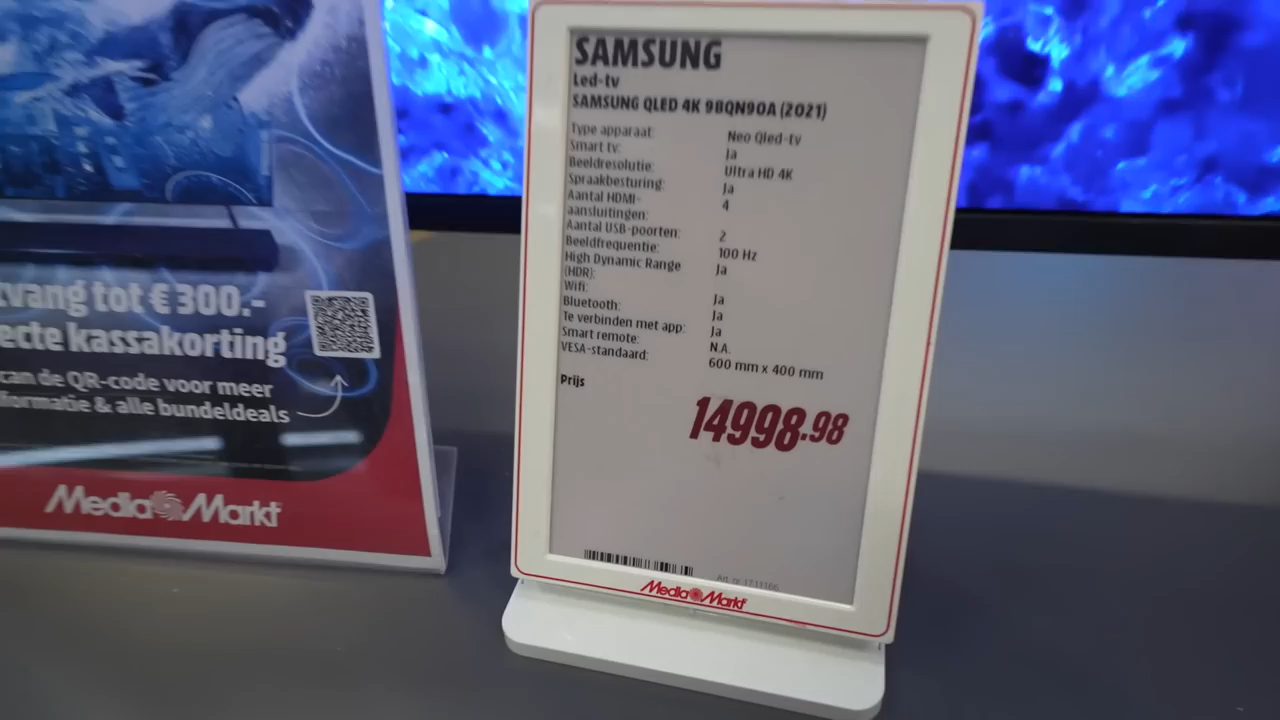 tvang tot € 300.-
ecte kassakorting
can de QR-code voor meer
formatie & alle bundeldeals
MediaMarkt
SAMSUNG
Led-tv
SAMSUNG QLED 4K 98QN90A (2021)
Type apparaat: Neo Qled-tv
Smart tv: Ja
Beeldresolutie: Ultra HD 4K
Spraakbesturing: Ja
Aantal HDMI- 4
aansluitingen:
Aantal USB-poorten: 2
Beeldfrequentie: 100 Hz
High Dynamic Range Ja
(HDR):
Wifi: Ja
Bluetooth: Ja
Te verbinden met app: Ja
Smart remote: N.A.
VESA-standaard: 600 mm x 400 mm
Prijs
14998.98
Art. nr.
MediaMarkt